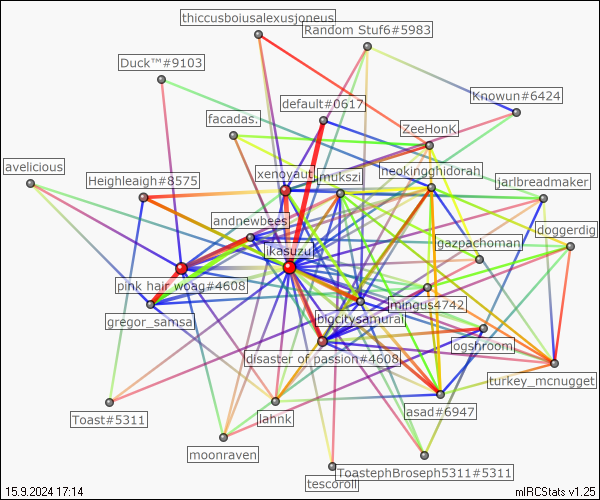 thiccusboiusalexusjoneus
Random Stuf6#5983
Duck™#9103
Knowun#6424
default#0617
facadas.
ZeeHonK
avelicious
xenoyaut
mukszi
neokingghidorah
Heighleaigh#8575
jarlbreadmaker
andnewbees
doggerdig
gazpachoman
ikasuzu
pink hair woag#4608
mingus4742
gregor_samsa
biocitysamurai
ogshroom
disaster of passion#4608
turkey_mcnugget
Toast#5311
lahnk
asad#6947
moonraven
ToastephBroseph5311#5311
tescoroll
15.9.2024 17:14
mIRCStats v1.25